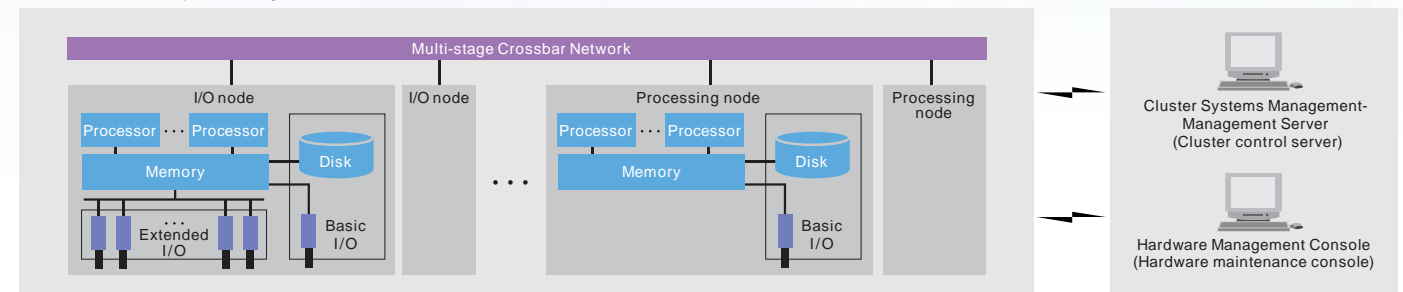 Multi-stage Crossbar Network
I/O node
Processor ••• Processor
Memory
Disk
•••
Extended
I/O
Basic
I/O
I/O node
•••
Processing node
Processor ••• Processor
Memory
Disk
Basic
I/O
Processing
node
Cluster Systems Management-
Management Server
(Cluster control server)
Hardware Management Console
(Hardware maintenance console)